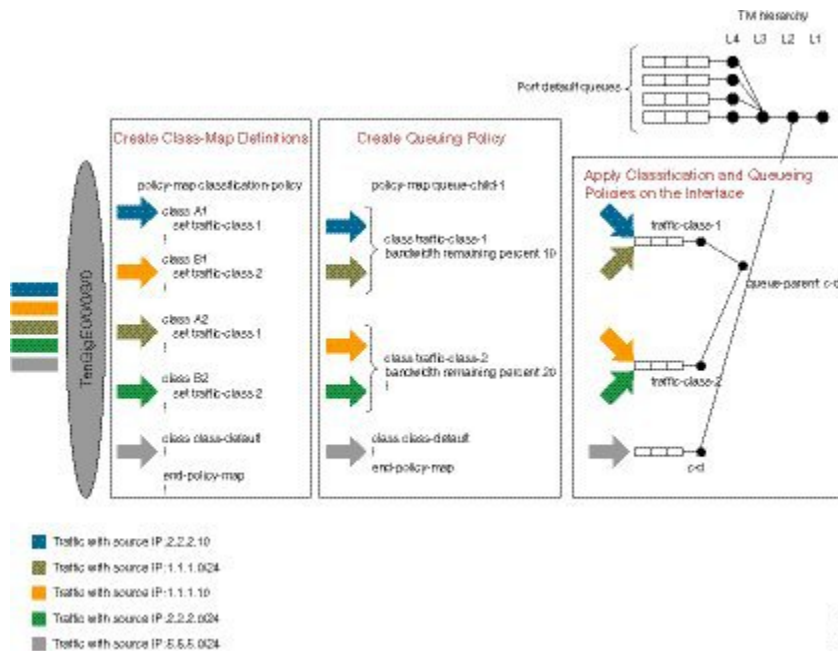 TM hierarchy
L4 L3 L2 L1
Port default queues
Create Class-Map Definitions
policy-map classification-policy
class A1
set traffic-class-1
!
class B1
set traffic-class-2
!
class A2
set traffic-class-1
!
class B2
set traffic-class-2
!
class class-default
!
end-policy-map
!
Create Queuing Policy
policy-map queue-child-1
class traffic-class-1
bandwidth remaining percent 10
!
class traffic-class-2
bandwidth remaining percent 20
!
class class-default
!
end-policy-map
Apply Classification and Queueing
Policies on the Interface
traffic-class-1
queue-parent c-d
traffic-class-2
c-d
TenGigE0/0/0/0/0
Traffic with source IP:2.2.2.10
Traffic with source IP:1.1.1.0/24
Traffic with source IP:1.1.1.10
Traffic with source IP:2.2.2.0/24
Traffic with source IP:5.5.5.0/24